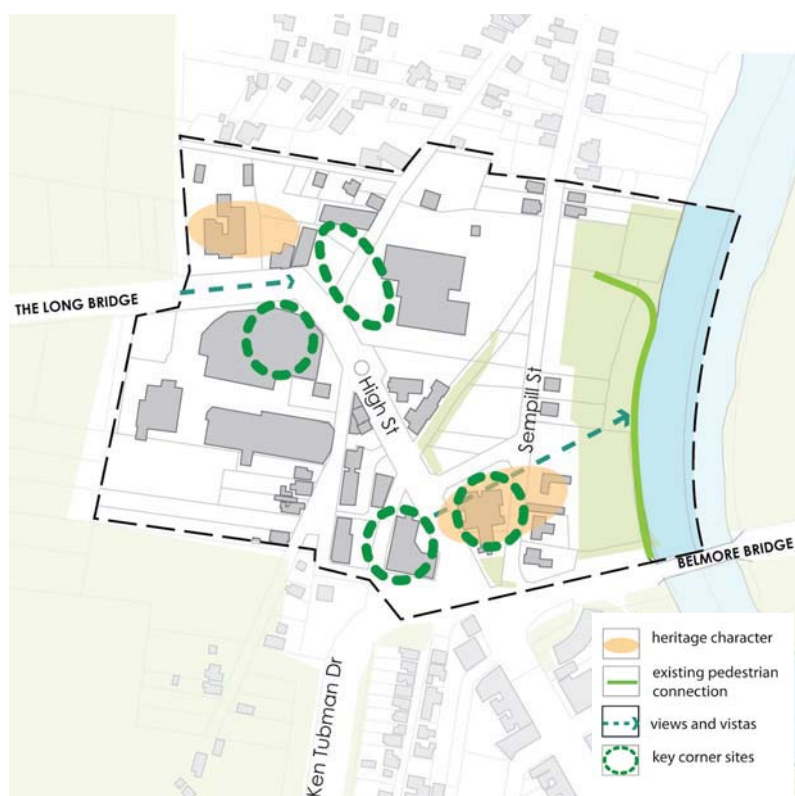 THE LONG BRIDGE
High St
Sempill St
BELMORE BRIDGE
Ken Tubman Dr
heritage character
existing pedestrian
connection
views and vistas
key corner sites